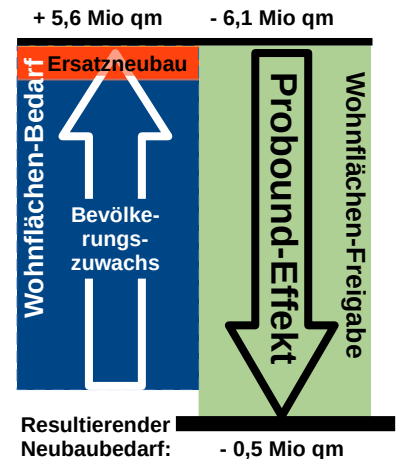 + 5,6 Mio qm
- 6,1 Mio qm
Ersatzneubau
Wohnflächen-Bedarf
Bevölke-
rungs-
zuwachs
Probound-Effekt
Wohnflächen-Freigabe
Resultierender
Neubaubedarf:
- 0,5 Mio qm